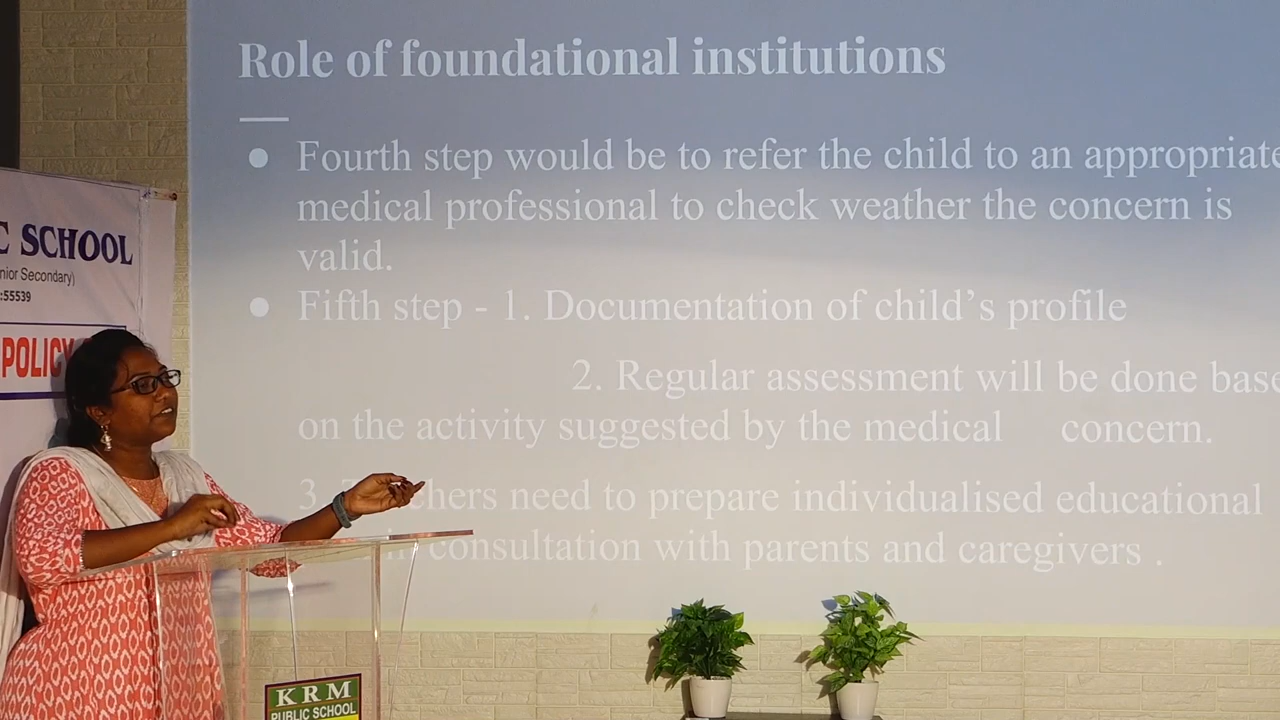 Role of foundational institutions
● Fourth step would be to refer the child to an appropriate
medical professional to check weather the concern is
valid.
● Fifth step - 1. Documentation of child’s profile
2. Regular assessment will be done base
on the activity suggested by the medical concern.
3 need to prepare individualised educational
consultation with parents and caregivers .
C SCHOOL
nior Secondary)
:55539
POLICY
KRM
PUBLIC SCHOOL